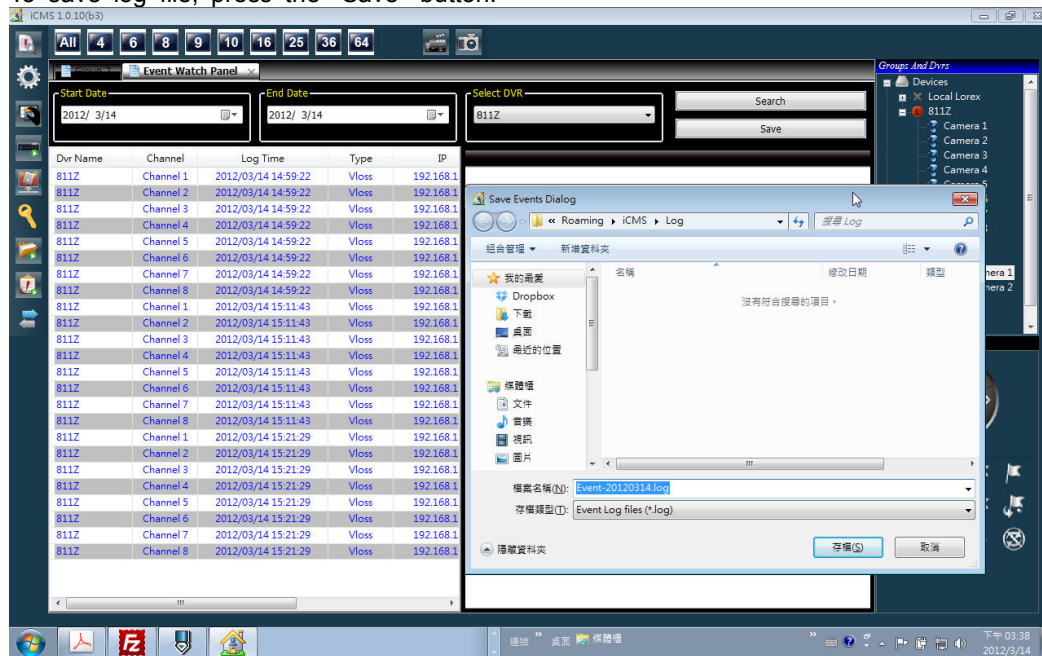 To save log file, press the "Save" button.
iCMS 1.0.10(b3)
All 4 6 8 9 10 16 25 36 64
Event Watch Panel
Groups And Dvrs
Start Date
End Date
Select DVR
2012/ 3/14
2012/ 3/14
811Z
Search
Save
Devices
Local Lorex
811Z
Camera 1
Camera 2
Camera 3
Camera 4
Dvr Name Channel Log Time Type IP
811Z Channel 1 2012/03/14 14:59:22 Vloss 192.168.1
811Z Channel 2 2012/03/14 14:59:22 Vloss 192.168.1
811Z Channel 3 2012/03/14 14:59:22 Vloss 192.168.1
811Z Channel 4 2012/03/14 14:59:22 Vloss 192.168.1
811Z Channel 5 2012/03/14 14:59:22 Vloss 192.168.1
811Z Channel 6 2012/03/14 14:59:22 Vloss 192.168.1
811Z Channel 7 2012/03/14 14:59:22 Vloss 192.168.1
811Z Channel 8 2012/03/14 14:59:22 Vloss 192.168.1
811Z Channel 1 2012/03/14 15:11:43 Vloss 192.168.1
811Z Channel 2 2012/03/14 15:11:43 Vloss 192.168.1
811Z Channel 3 2012/03/14 15:11:43 Vloss 192.168.1
811Z Channel 4 2012/03/14 15:11:43 Vloss 192.168.1
811Z Channel 5 2012/03/14 15:11:43 Vloss 192.168.1
811Z Channel 6 2012/03/14 15:11:43 Vloss 192.168.1
811Z Channel 7 2012/03/14 15:11:43 Vloss 192.168.1
811Z Channel 8 2012/03/14 15:11:43 Vloss 192.168.1
811Z Channel 1 2012/03/14 15:21:29 Vloss 192.168.1
811Z Channel 2 2012/03/14 15:21:29 Vloss 192.168.1
811Z Channel 3 2012/03/14 15:21:29 Vloss 192.168.1
811Z Channel 4 2012/03/14 15:21:29 Vloss 192.168.1
811Z Channel 5 2012/03/14 15:21:29 Vloss 192.168.1
811Z Channel 6 2012/03/14 15:21:29 Vloss 192.168.1
811Z Channel 7 2012/03/14 15:21:29 Vloss 192.168.1
811Z Channel 8 2012/03/14 15:21:29 Vloss 192.168.1
Save Events Dialog
« Roaming ▸ iCMS ▸ Log
搜尋 Log
組合管理 新增資料夾
名稱 修改日期 類型
沒有符合搜尋的項目。
我的最愛
Dropbox
下載
桌面
最近的位置
媒體櫃
文件
音樂
視訊
圖片
檔案名稱(N): Event-20120314.log
存檔類型(T): Event Log files (*.log)
隱藏資料夾
存檔(S)
取消
nera 1
nera 2
連結 » 桌面 媒體櫃
下午 03:38
2012/3/14